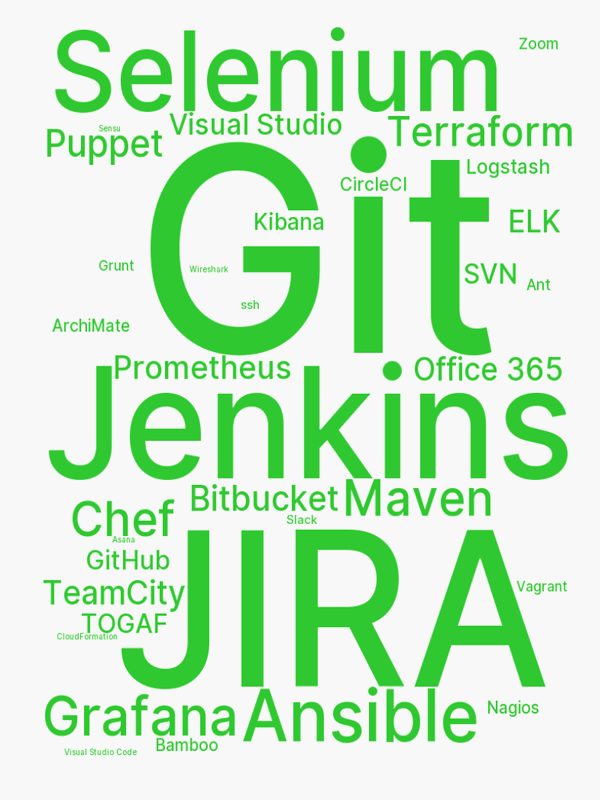 Selenium
Zoom
Sensu
Puppet
Visual Studio
Terraform
Git
CircleCI
Logstash
Kibana
ELK
Grunt
Wireshark
SVN
Ant
ssh
ArchiMate
Prometheus
Office 365
Jenkins
Bitbucket
Maven
Chef
Slack
Asana
GitHub
JIRA
TeamCity
Vagrant
TOGAF
CloudFormation
Grafana
Ansible
Nagios
Bamboo
Visual Studio Code